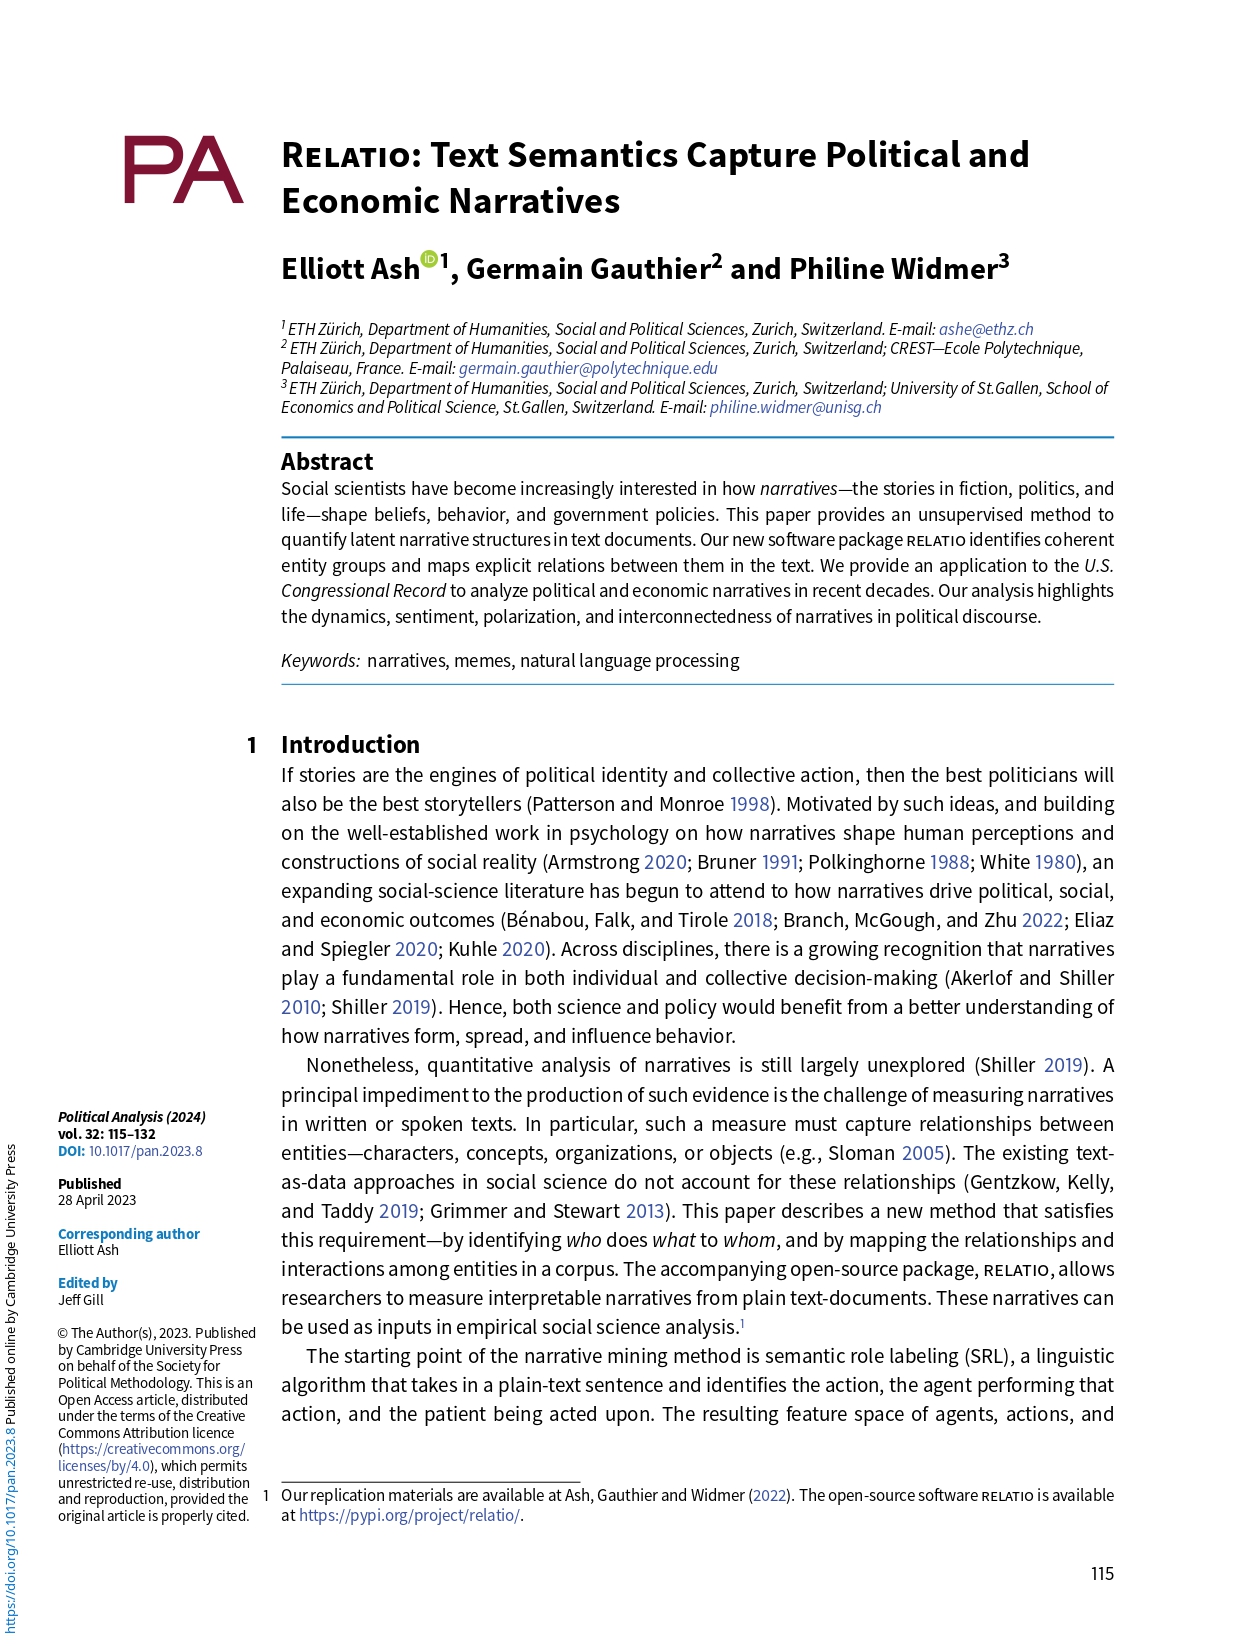 PA
RELATIO: Text Semantics Capture Political and
Economic Narratives
Elliott Ash iD 1, Germain Gauthier2 and Philine Widmer3
1 ETH Zürich, Department of Humanities, Social and Political Sciences, Zurich, Switzerland. E-mail: ashe@ethz.ch
2 ETH Zürich, Department of Humanities, Social and Political Sciences, Zurich, Switzerland; CREST—Ecole Polytechnique,
Palaiseau, France. E-mail: germain.gauthier@polytechnique.edu
3 ETH Zürich, Department of Humanities, Social and Political Sciences, Zurich, Switzerland; University of St.Gallen, School of
Economics and Political Science, St.Gallen, Switzerland. E-mail: philine.widmer@unisg.ch
Abstract
Social scientists have become increasingly interested in how narratives—the stories in fiction, politics, and
life—shape beliefs, behavior, and government policies. This paper provides an unsupervised method to
quantify latent narrative structures in text documents. Our new software package RELATIO identifies coherent
entity groups and maps explicit relations between them in the text. We provide an application to the U.S.
Congressional Record to analyze political and economic narratives in recent decades. Our analysis highlights
the dynamics, sentiment, polarization, and interconnectedness of narratives in political discourse.
Keywords: narratives, memes, natural language processing
1 Introduction
If stories are the engines of political identity and collective action, then the best politicians will
also be the best storytellers (Patterson and Monroe 1998). Motivated by such ideas, and building
on the well-established work in psychology on how narratives shape human perceptions and
constructions of social reality (Armstrong 2020; Bruner 1991; Polkinghorne 1988; White 1980), an
expanding social-science literature has begun to attend to how narratives drive political, social,
and economic outcomes (Bénabou, Falk, and Tirole 2018; Branch, McGough, and Zhu 2022; Eliaz
and Spiegler 2020; Kuhle 2020). Across disciplines, there is a growing recognition that narratives
play a fundamental role in both individual and collective decision-making (Akerlof and Shiller
2010; Shiller 2019). Hence, both science and policy would benefit from a better understanding of
how narratives form, spread, and influence behavior.
Nonetheless, quantitative analysis of narratives is still largely unexplored (Shiller 2019). A
principal impediment to the production of such evidence is the challenge of measuring narratives
in written or spoken texts. In particular, such a measure must capture relationships between
entities—characters, concepts, organizations, or objects (e.g., Sloman 2005). The existing text-
as-data approaches in social science do not account for these relationships (Gentzkow, Kelly,
and Taddy 2019; Grimmer and Stewart 2013). This paper describes a new method that satisfies
this requirement—by identifying who does what to whom, and by mapping the relationships and
interactions among entities in a corpus. The accompanying open-source package, RELATIO, allows
researchers to measure interpretable narratives from plain text-documents. These narratives can
be used as inputs in empirical social science analysis.1
The starting point of the narrative mining method is semantic role labeling (SRL), a linguistic
algorithm that takes in a plain-text sentence and identifies the action, the agent performing that
action, and the patient being acted upon. The resulting feature space of agents, actions, and
Political Analysis (2024)
vol. 32: 115–132
DOI: 10.1017/pan.2023.8
Published
28 April 2023
Corresponding author
Elliott Ash
Edited by
Jeff Gill
© The Author(s), 2023. Published
by Cambridge University Press
on behalf of the Society for
Political Methodology. This is an
Open Access article, distributed
under the terms of the Creative
Commons Attribution licence
(https://creativecommons.org/
licenses/by/4.0), which permits
unrestricted re-use, distribution
and reproduction, provided the
original article is properly cited.
1 Our replication materials are available at Ash, Gauthier and Widmer (2022). The open-source software RELATIO is available
at https://pypi.org/project/relatio/.
115
https://doi.org/10.1017/pan.2023.8 Published online by Cambridge University Press